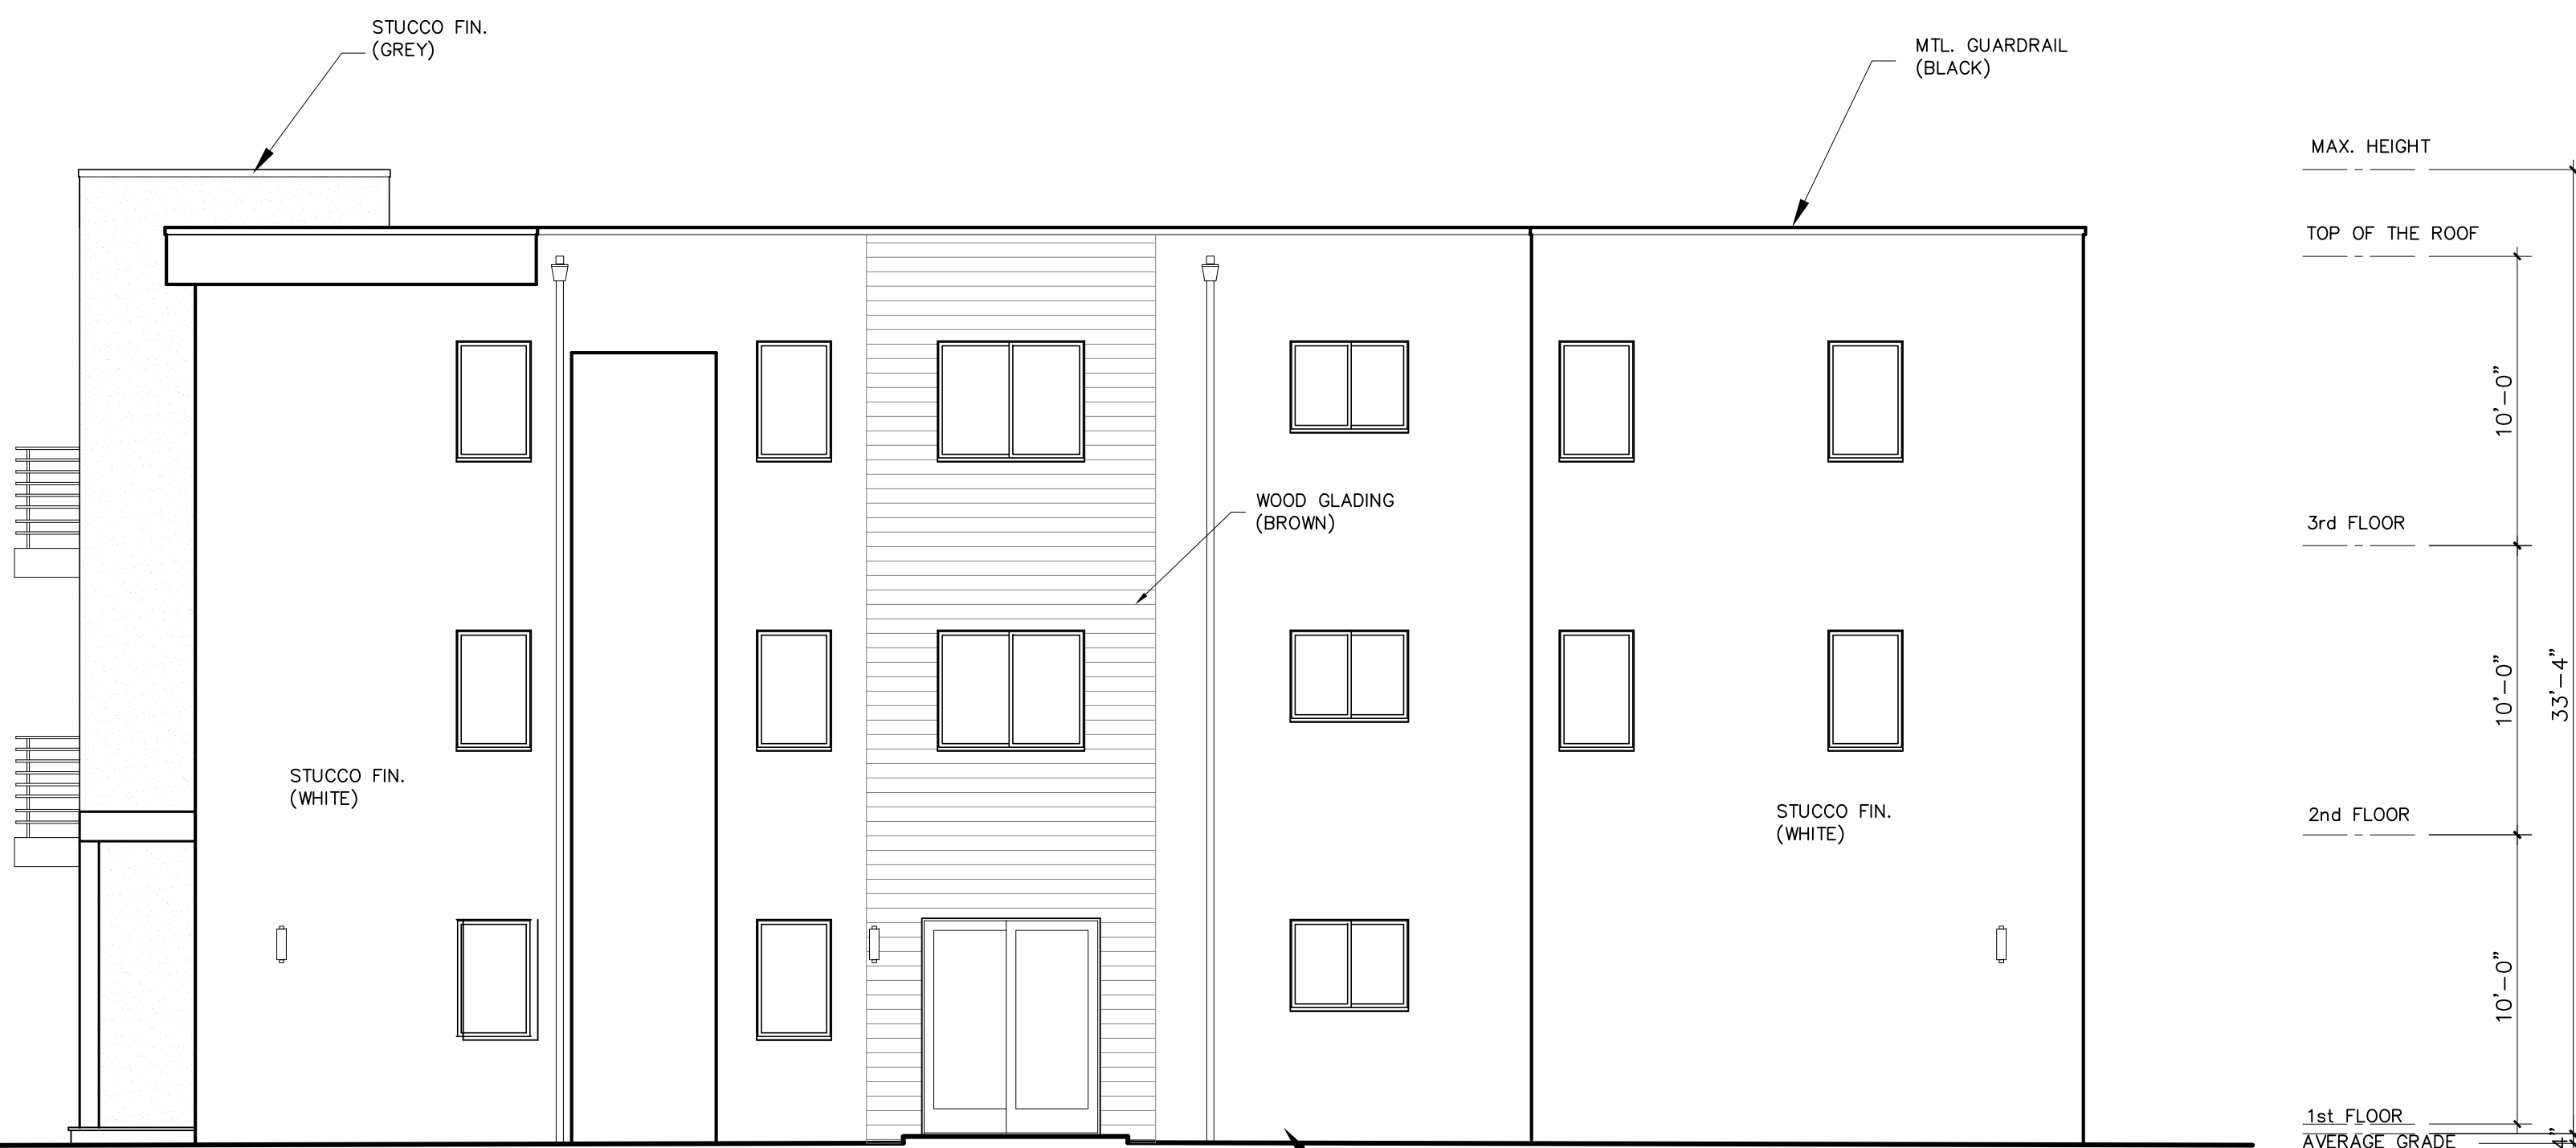 STUCCO FIN.
(GREY)
MTL. GUARDRAIL
(BLACK)
MAX. HEIGHT
TOP OF THE ROOF
10'-0"
WOOD GLADING
(BROWN)
3rd FLOOR
10'-0"
33'-4"
STUCCO FIN.
(WHITE)
STUCCO FIN.
(WHITE)
2nd FLOOR
10'-0"
1st FLOOR
AVERAGE GRADE
4"